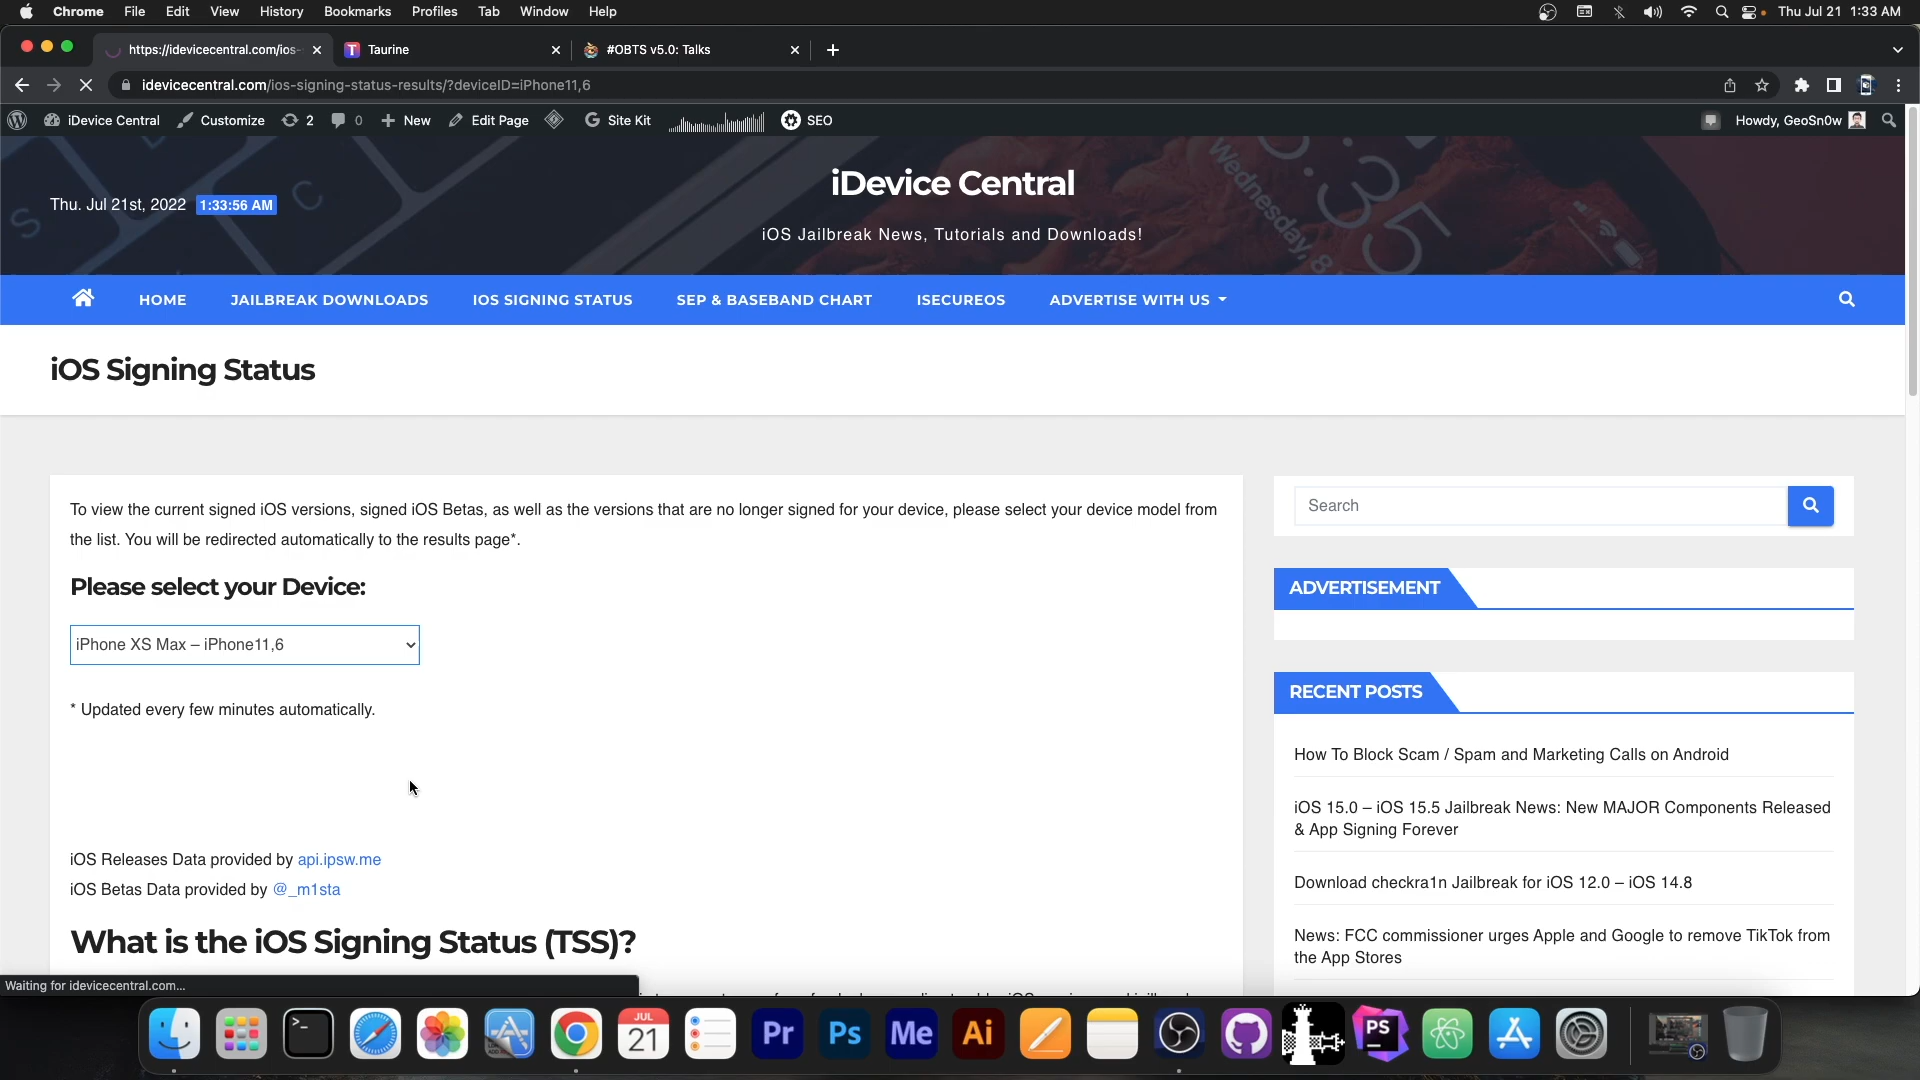 Chrome File Edit View History Bookmarks Profiles Tab Window Help Thu Jul 21 1:33 AM
https://idevicecentral.com/ios- Taurine #OBTS v5.0: Talks
idevicecentral.com/ios-signing-status-results/?deviceID=iPhone11,6
iDevice Central Customize 2 0 New Edit Page Site Kit SEO Howdy, GeoSn0w
iDevice Central
Thu. Jul 21st, 2022 1:33:56 AM
iOS Jailbreak News, Tutorials and Downloads!
Wednesday,
HOME JAILBREAK DOWNLOADS IOS SIGNING STATUS SEP & BASEBAND CHART ISECUREOS ADVERTISE WITH US
iOS Signing Status
To view the current signed iOS versions, signed iOS Betas, as well as the versions that are no longer signed for your device, please select your device model from
the list. You will be redirected automatically to the results page*.
Please select your Device:
iPhone XS Max – iPhone11,6
* Updated every few minutes automatically.
iOS Releases Data provided by api.ipsw.me
iOS Betas Data provided by @_m1sta
What is the iOS Signing Status (TSS)?
Search
ADVERTISEMENT
RECENT POSTS
How To Block Scam / Spam and Marketing Calls on Android
iOS 15.0 – iOS 15.5 Jailbreak News: New MAJOR Components Released
& App Signing Forever
Download checkra1n Jailbreak for iOS 12.0 – iOS 14.8
News: FCC commissioner urges Apple and Google to remove TikTok from
the App Stores
Waiting for idevicecentral.com...
JUL
21
Pr
Ps
Me
Ai
PS